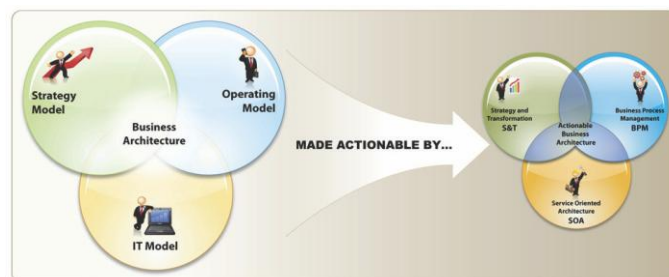 Strategy
Model
Operating
Model
Business
Architecture
IT Model
MADE ACTIONABLE BY...
Strategy and
Transformation
S&T
Business Process
Management
BPM
Actionable
Business
Architecture
Service Oriented
Architecture
SOA